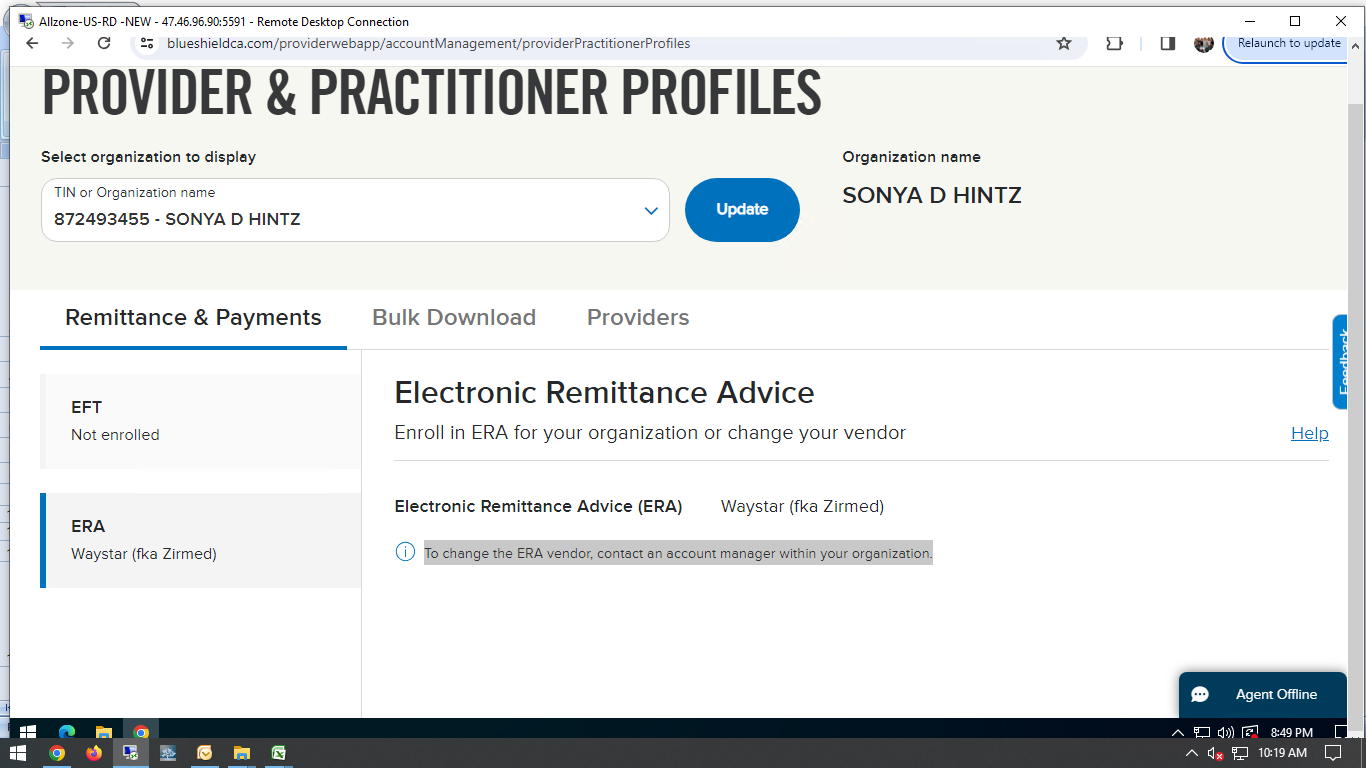 Allzone-US-RD -NEW - 47.46.96.90:5591 - Remote Desktop Connection
blueshieldca.com/providerwebapp/accountManagement/providerPractitionerProfiles
Relaunch to update
PROVIDER & PRACTITIONER PROFILES
Select organization to display
Organization name
TIN or Organization name
872493455 - SONYA D HINTZ
Update
SONYA D HINTZ
Remittance & Payments
Bulk Download
Providers
Feedback
EFT
Not enrolled
Electronic Remittance Advice
Enroll in ERA for your organization or change your vendor
Help
ERA
Waystar (fka Zirmed)
Electronic Remittance Advice (ERA)
Waystar (fka Zirmed)
To change the ERA vendor, contact an account manager within your organization.
Agent Offline
8:49 PM
10:19 AM